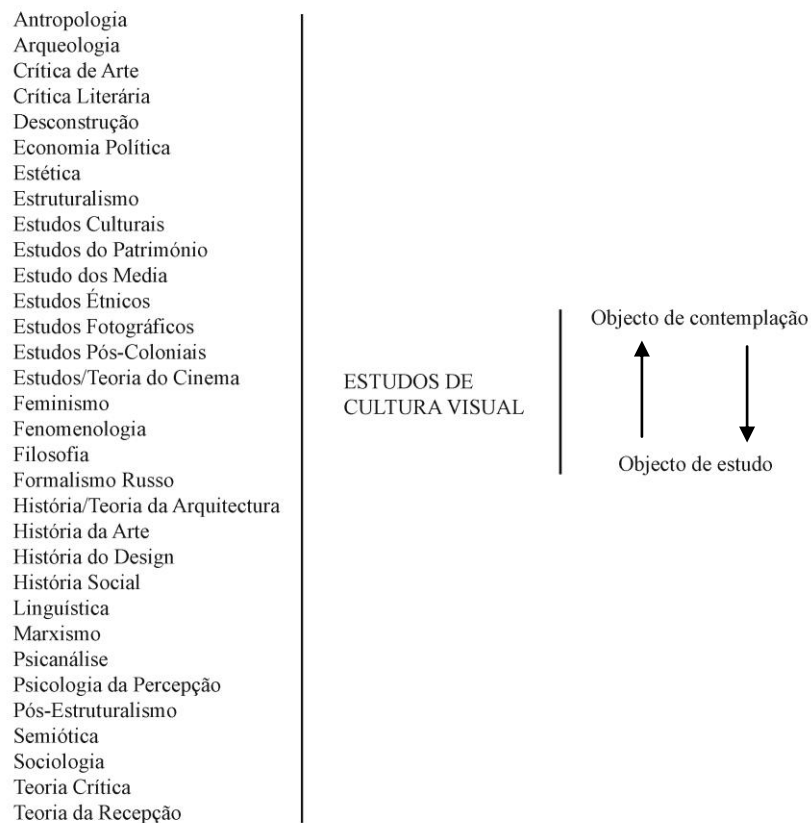 Antropologia
Arqueologia
Crítica de Arte
Crítica Literária
Desconstrução
Economia Política
Estética
Estruturalismo
Estudos Culturais
Estudos do Património
Estudo dos Media
Estudos Étnicos
Estudos Fotográficos
Estudos Pós-Coloniais
Estudos/Teoria do Cinema
Feminismo
Fenomenologia
Filosofia
Formalismo Russo
História/Teoria da Arquitectura
História da Arte
História do Design
História Social
Linguística
Marxismo
Psicanálise
Psicologia da Percepção
Pós-Estruturalismo
Semiótica
Sociologia
Teoria Crítica
Teoria da Recepção
ESTUDOS DE
CULTURA VISUAL
Objecto de contemplação
Objecto de estudo